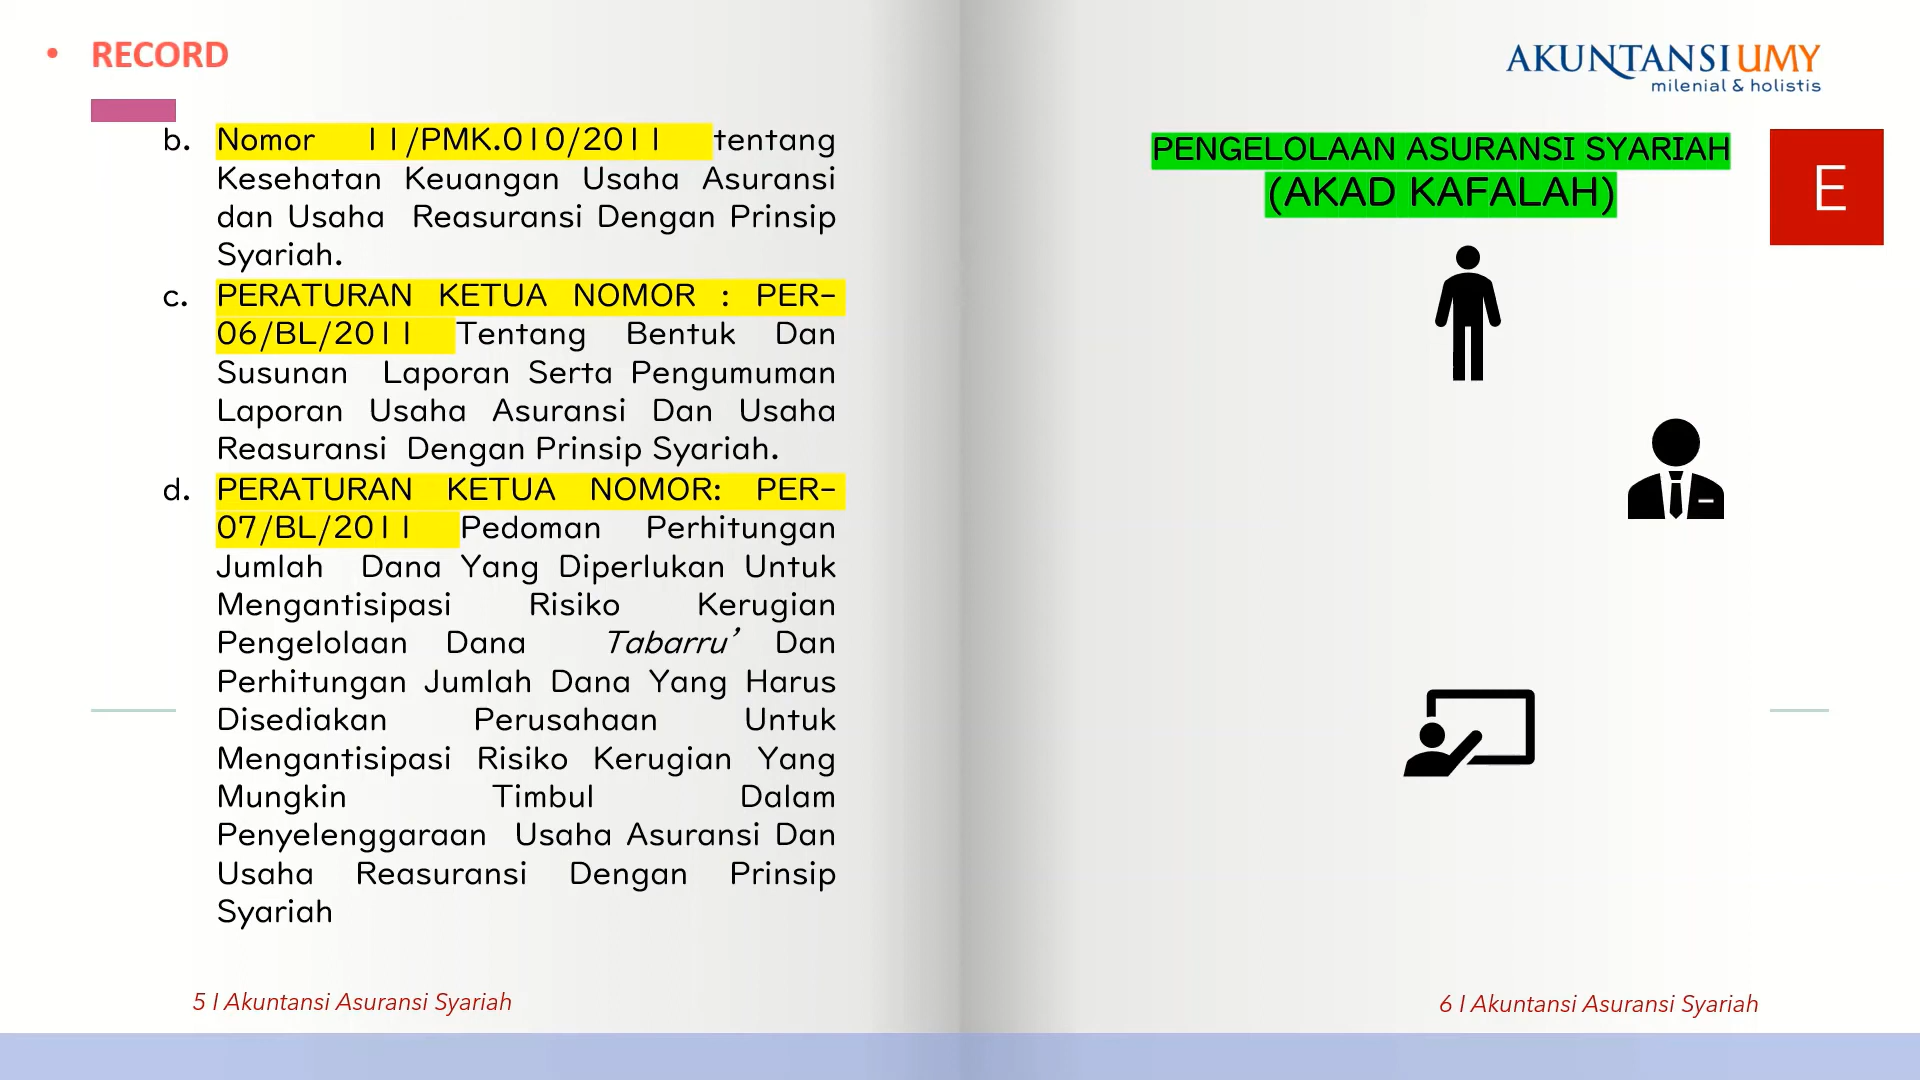 • RECORD
b. Nomor 11/PMK.010/2011 tentang
Kesehatan Keuangan Usaha Asuransi
dan Usaha Reasuransi Dengan Prinsip
Syariah.
c. PERATURAN KETUA NOMOR : PER-
06/BL/2011 Tentang Bentuk Dan
Susunan Laporan Serta Pengumuman
Laporan Usaha Asuransi Dan Usaha
Reasuransi Dengan Prinsip Syariah.
d. PERATURAN KETUA NOMOR: PER-
07/BL/2011 Pedoman Perhitungan
Jumlah Dana Yang Diperlukan Untuk
Mengantisipasi Risiko Kerugian
Pengelolaan Dana Tabarru’ Dan
Perhitungan Jumlah Dana Yang Harus
Disediakan Perusahaan Untuk
Mengantisipasi Risiko Kerugian Yang
Mungkin Timbul Dalam
Penyelenggaraan Usaha Asuransi Dan
Usaha Reasuransi Dengan Prinsip
Syariah
5 I Akuntansi Asuransi Syariah
AKUNTANSI UMY
milenial & holistis
PENGELOLAAN ASURANSI SYARIAH
(AKAD KAFALAH)
E
6 I Akuntansi Asuransi Syariah